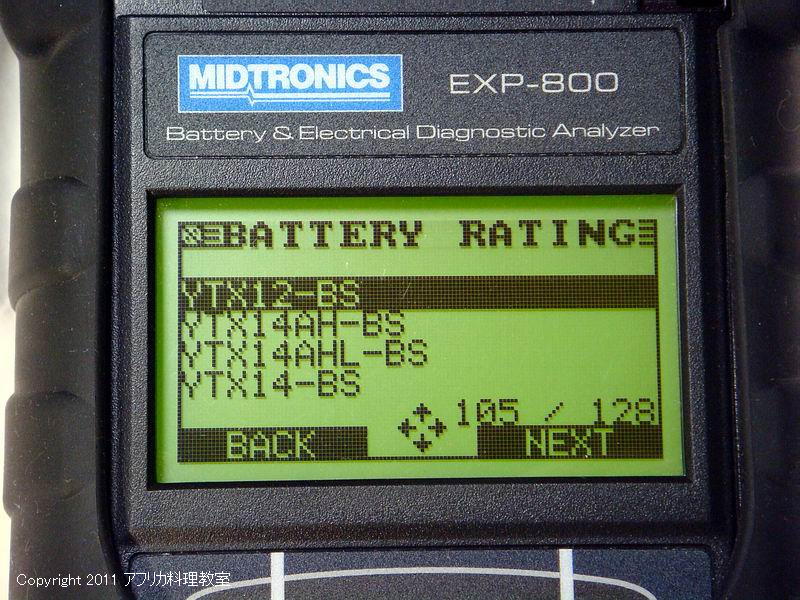 MIDTRONICS
EXP-800
Battery & Electrical Diagnostic Analyzer
BATTERY RATING
YTX12-BS
YTX14AH-BS
YTX14AHL-BS
YTX14-BS
105 / 128
BACK
NEXT
Copyright 2011 アフリカ料理教室